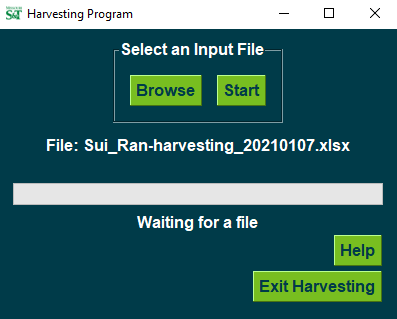 S&T
Harvesting Program
Select an Input File
Browse
Start
File: Sui_Ran-harvesting_20210107.xlsx
Waiting for a file
Help
Exit Harvesting